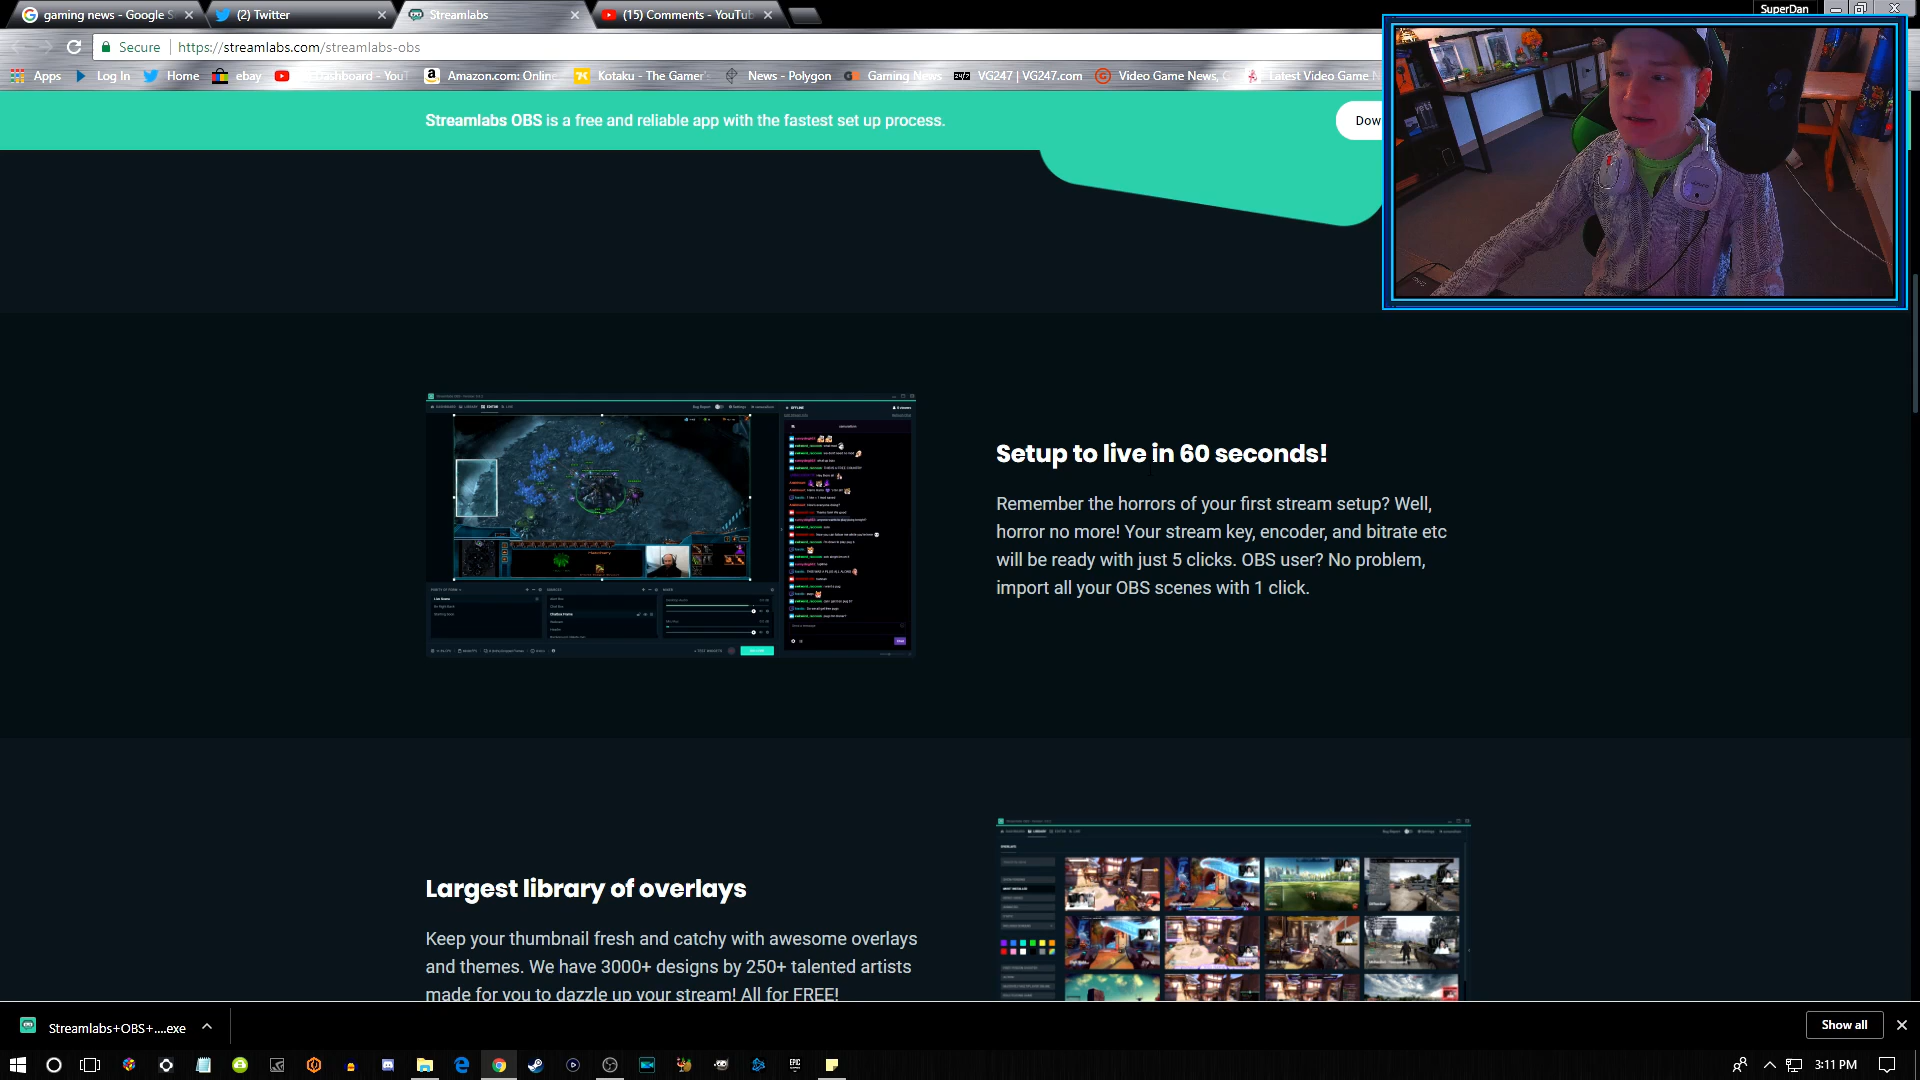 gaming news - Google S
(2) Twitter
Streamlabs
(15) Comments - YouTub
SuperDan
Secure
https://streamlabs.com/streamlabs-obs
Apps
Log In
Home
ebay
Dashboard - YouT
Amazon.com: Online
Kotaku - The Gamer'
News - Polygon
Gaming News
VG247 | VG247.com
Video Game News,
Latest Video Game N
Streamlabs OBS is a free and reliable app with the fastest set up process.
Dow
Setup to live in 60 seconds!
Remember the horrors of your first stream setup? Well,
horror no more! Your stream key, encoder, and bitrate etc
will be ready with just 5 clicks. OBS user? No problem,
import all your OBS scenes with 1 click.
Largest library of overlays
Keep your thumbnail fresh and catchy with awesome overlays
and themes. We have 3000+ designs by 250+ talented artists
made for you to dazzle up your stream! All for FREE!
Streamlabs+OBS+....exe
Show all
EPIC
3:11 PM